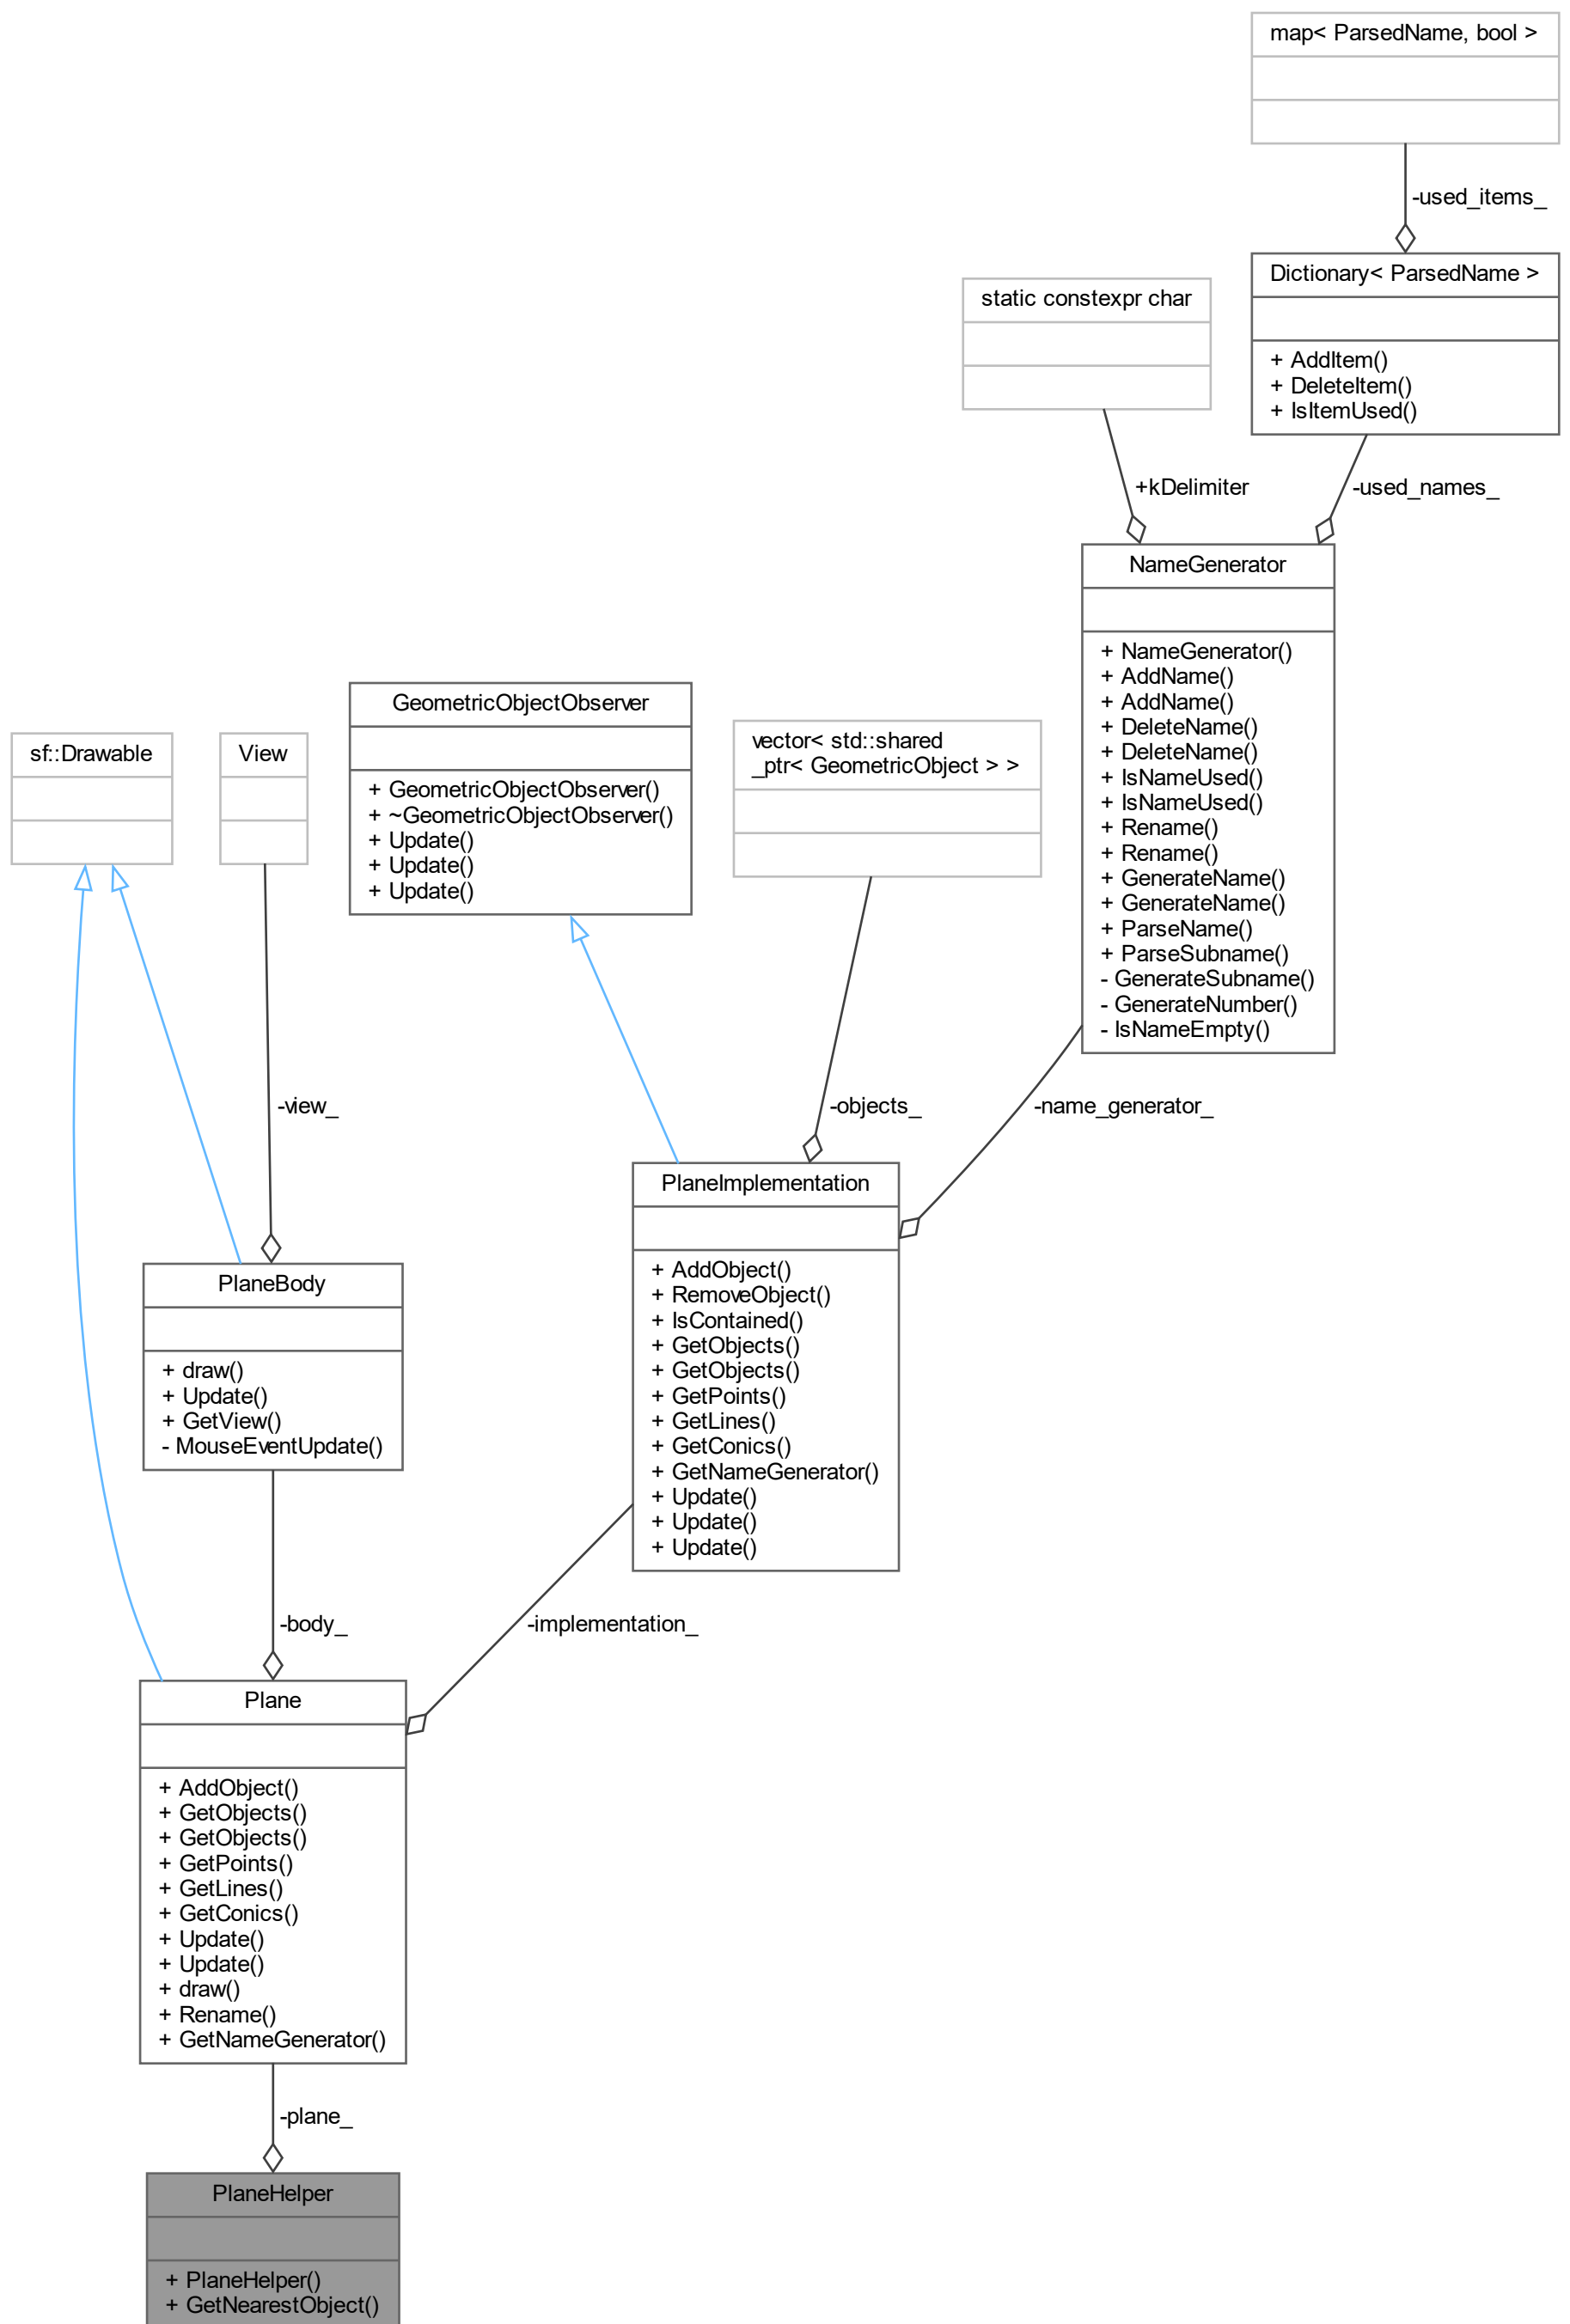 map< ParsedName, bool >
-used_items_
Dictionary< ParsedName >
+ AddItem()
+ DeleteItem()
+ IsItemUsed()
static constexpr char
+kDelimiter
-used_names_
NameGenerator
+ NameGenerator()
+ AddName()
+ AddName()
+ DeleteName()
+ DeleteName()
+ IsNameUsed()
+ IsNameUsed()
+ Rename()
+ Rename()
+ GenerateName()
+ GenerateName()
+ ParseName()
+ ParseSubname()
- GenerateSubname()
- GenerateNumber()
- IsNameEmpty()
GeometricObjectObserver
+ GeometricObjectObserver()
+ ~GeometricObjectObserver()
+ Update()
+ Update()
+ Update()
vector< std::shared
_ptr< GeometricObject > >
sf::Drawable
View
-view_
-objects_
-name_generator_
PlaneImplementation
+ AddObject()
+ RemoveObject()
+ IsContained()
+ GetObjects()
+ GetObjects()
+ GetPoints()
+ GetLines()
+ GetConics()
+ GetNameGenerator()
+ Update()
+ Update()
+ Update()
PlaneBody
+ draw()
+ Update()
+ GetView()
- MouseEventUpdate()
-body_
-implementation_
Plane
+ AddObject()
+ GetObjects()
+ GetObjects()
+ GetPoints()
+ GetLines()
+ GetConics()
+ Update()
+ Update()
+ draw()
+ Rename()
+ GetNameGenerator()
-plane_
PlaneHelper
+ PlaneHelper()
+ GetNearestObject()